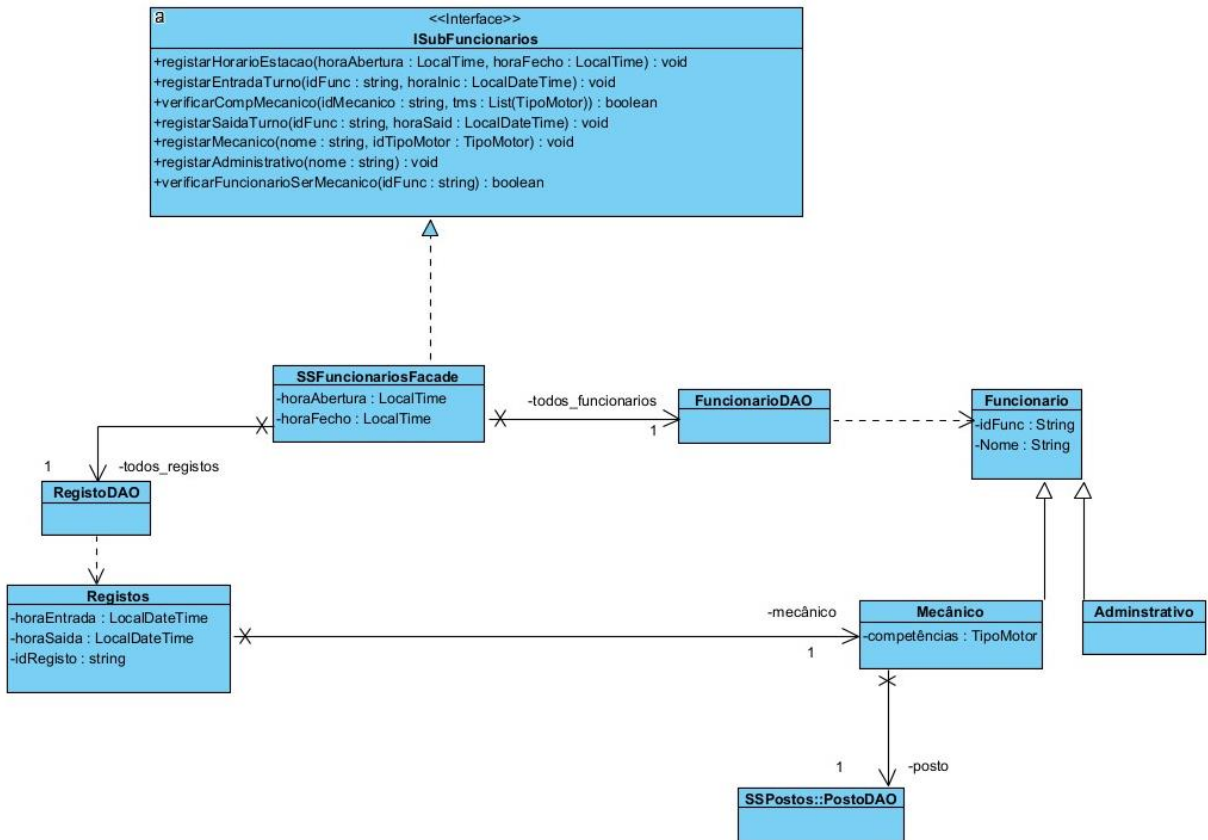 a
<<Interface>>
ISubFuncionarios
+registarHorarioEstacao(horaAbertura : LocalTime, horaFecho : LocalTime) : void
+registarEntradaTurno(idFunc : string, horaInic : LocalDateTime) : void
+verificarCompMecanico(idMecanico : string, tms : List(TipoMotor)) : boolean
+registarSaidaTurno(idFunc : string, horaSaid : LocalDateTime) : void
+registarMecanico(nome : string, idTipoMotor : TipoMotor) : void
+registarAdministrativo(nome : string) : void
+verificarFuncionarioSerMecanico(idFunc : string) : boolean
SSFuncionariosFacade
-horaAbertura : LocalTime
-horaFecho : LocalTime
-todos_funcionarios
1
FuncionarioDAO
Funcionario
-idFunc : String
-Nome : String
1
-todos_registos
RegistoDAO
Registos
-horaEntrada : LocalDateTime
-horaSaida : LocalDateTime
-idRegisto : string
-mecânico
1
Mecânico
-competências : TipoMotor
Adminstrativo
1
-posto
SSPostos::PostoDAO